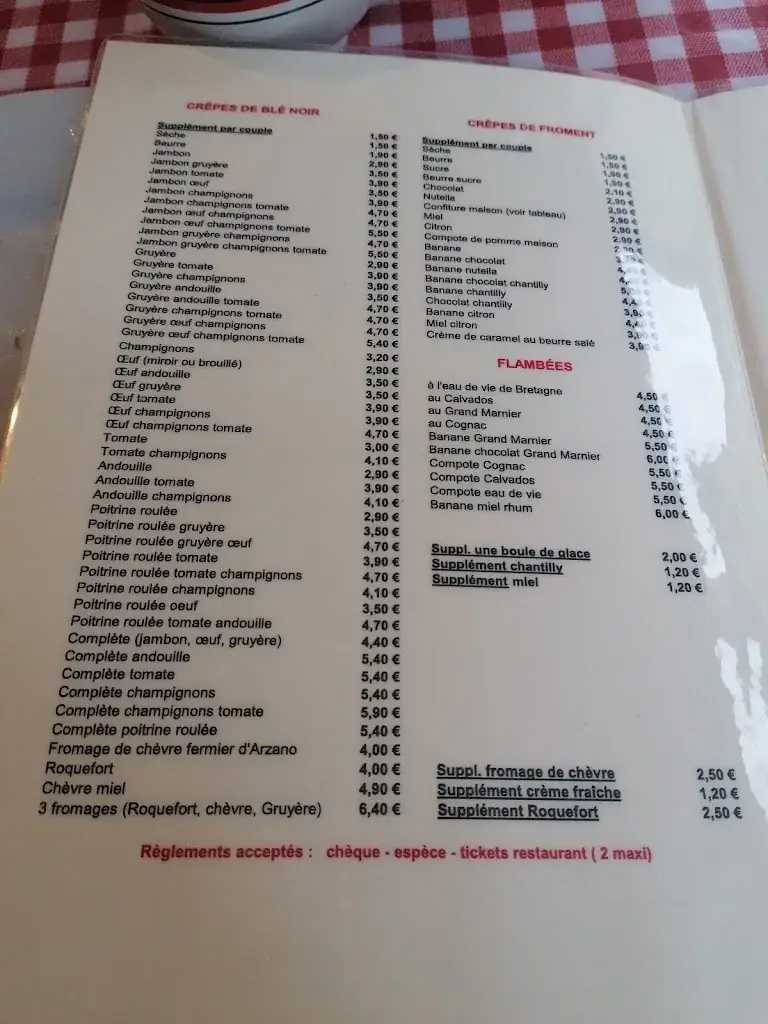 CRÊPES DE BLÉ NOIR
Supplément par couple 1,50 €
Sèche 1,50 €
Beurre 1,90 €
Jambon 2,90 €
Jambon gruyère 3,50 €
Jambon tomate 3,90 €
Jambon œuf 3,50 €
Jambon champignons 3,90 €
Jambon champignons tomate 4,70 €
Jambon œuf champignons 4,70 €
Jambon œuf champignons tomate 5,50 €
Jambon gruyère champignons 4,70 €
Jambon gruyère champignons tomate 5,50 €
Gruyère 2,90 €
Gruyère tomate 3,90 €
Gruyère champignons 3,90 €
Gruyère andouille 3,50 €
Gruyère andouille tomate 4,70 €
Gruyère champignons tomate 4,70 €
Gruyère œuf champignons 4,70 €
Gruyère œuf champignons tomate 5,40 €
Champignons 3,20 €
Œuf (miroir ou brouillé) 2,90 €
Œuf andouille 3,50 €
Œuf gruyère 3,50 €
Œuf tomate 3,90 €
Œuf champignons 3,90 €
Œuf champignons tomate 4,70 €
Tomate 3,00 €
Tomate champignons 4,10 €
Andouille 2,90 €
Andouille tomate 3,90 €
Andouille champignons 4,10 €
Poitrine roulée 2,90 €
Poitrine roulée gruyère 3,50 €
Poitrine roulée gruyère œuf 4,70 €
Poitrine roulée tomate 3,90 €
Poitrine roulée tomate champignons 4,70 €
Poitrine roulée champignons 4,10 €
Poitrine roulée oeuf 3,50 €
Poitrine roulée tomate andouille 4,70 €
Complète (jambon, œuf, gruyère) 4,40 €
Complète andouille 5,40 €
Complète tomate 5,40 €
Complète champignons 5,40 €
Complète champignons tomate 5,90 €
Complète poitrine roulée 5,40 €
Fromage de chèvre fermier d'Arzano 4,00 €
Roquefort 4,00 €
Chèvre miel 4,90 €
3 fromages (Roquefort, chèvre, Gruyère) 6,40 €
CRÊPES DE FROMENT
Supplément par couple 1,50 €
Sèche 1,50 €
Beurre 1,90 €
Sucre 1,90 €
Beurre sucre 2,10 €
Chocolat 2,90 €
Nutella 2,90 €
Confiture maison (voir tableau) 2,90 €
Miel 2,90 €
Citron 2,90 €
Compote de pomme maison 2,90 €
Banane
Banane chocolat
Banane nutella
Banane chocolat chantilly
Banane chantilly 4,40 €
Chocolat chantilly 3,90 €
Banane citron 4,40 €
Miel citron 3,90 €
Crème de caramel au beurre salé 3,90 €
FLAMBÉES
à l'eau de vie de Bretagne 4,50 €
au Calvados 4,50 €
au Grand Marnier 4,50 €
au Cognac 4,50 €
Banane Grand Marnier 5,50 €
Banane chocolat Grand Marnier 6,00 €
Compote Cognac 5,50 €
Compote Calvados 5,50 €
Compote eau de vie 5,50 €
Banane miel rhum 6,00 €
Suppl. une boule de glace 2,00 €
Supplément chantilly 1,20 €
Supplément miel 1,20 €
Suppl. fromage de chèvre 2,50 €
Supplément crème fraîche 1,20 €
Supplément Roquefort 2,50 €
Règlements acceptés : chèque - espèce - tickets restaurant ( 2 maxi)